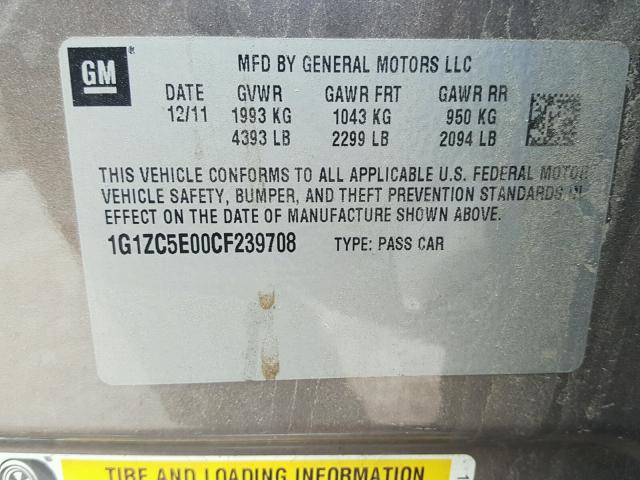 GM ®
MFD BY GENERAL MOTORS LLC
DATE GVWR GAWR FRT GAWR RR
12/11 1993 KG 1043 KG 950 KG
4393 LB 2299 LB 2094 LB
THIS VEHICLE CONFORMS TO ALL APPLICABLE U.S. FEDERAL MOTOR
VEHICLE SAFETY, BUMPER, AND THEFT PREVENTION STANDARDS IN
EFFECT ON THE DATE OF MANUFACTURE SHOWN ABOVE.
1G1ZC5E00CF239708 TYPE: PASS CAR
TIRE AND LOADING INFORMATION